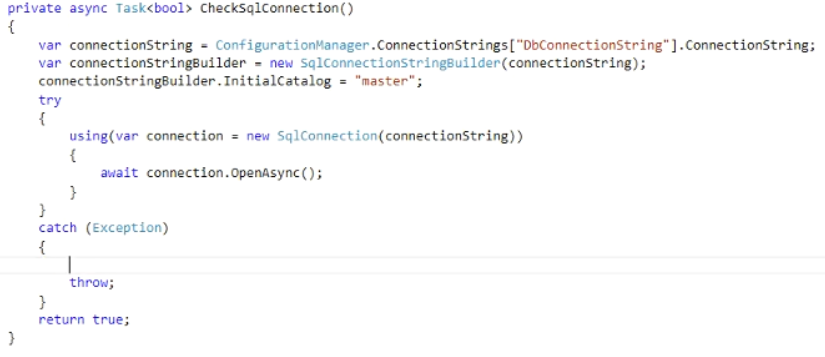 private async Task<bool> CheckSqlConnection()
{
    var connectionString = ConfigurationManager.ConnectionStrings["DbConnectionString"].ConnectionString;
    var connectionStringBuilder = new SqlConnectionStringBuilder(connectionString);
    connectionStringBuilder.InitialCatalog = "master";
    try
    {
        using(var connection = new SqlConnection(connectionString))
        {
            await connection.OpenAsync();
        }
    }
    catch (Exception)
    {
        throw;
    }
    return true;
}